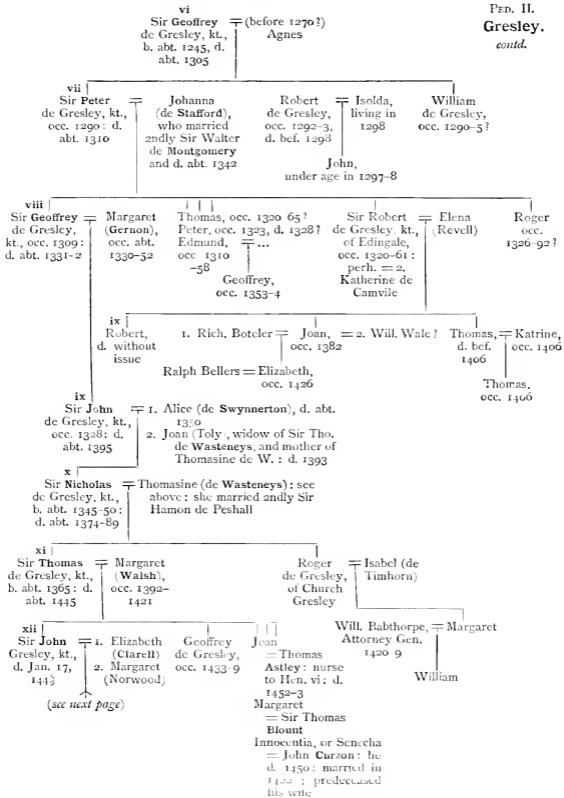 PED. II.
Gresley.
contd.
vi
Sir Geoffrey = (before 1270?)
de Gresley, kt., Agnes
b. abt. 1245, d.
abt. 1305
vii
Sir Peter = Johanna
de Gresley, kt., (de Stafford),
occ. 1290: d. who married
abt. 1310 2ndly Sir Walter
de Montgomery
and d. abt. 1342
Robert = Isolda,
de Gresley, living in
occ. 1292-3, 1298
d. bef. 1298
John,
under age in 1297-8
William
de Gresley,
occ. 1290-5?
viii
Sir Geoffrey = Margaret
de Gresley, (Gernon),
kt., occ. 1309: occ. abt.
d. abt. 1331-2 1330-52
Thomas, occ. 1320 65?
Peter, occ. 1323, d. 1328?
Edmund, = ...
occ 1310
-58
Geoffrey,
occ. 1353-4
Sir Robert = Elena
de Gresley, kt., (Revell)
of Edingale,
occ. 1320-61:
perh. = 2.
Katherine de
Camvile
Roger
occ.
1326-92?
ix
Robert,
d. without
issue
1. Rich. Boteler = Joan, = 2. Will. Wale?
occ. 1382
Ralph Bellers = Elizabeth,
occ. 1426
Thomas, = Katrine,
d. bef. occ. 1406
1406
Thomas,
occ. 1406
ix
Sir John = 1. Alice (de Swynnerton), d. abt.
de Gresley, kt., 1350
occ. 1328: d. 2. Joan (Toly), widow of Sir Tho.
abt. 1395 de Wasteneys, and mother of
Thomasine de W.: d. 1393
x
Sir Nicholas = Thomasine (de Wasteneys): see
de Gresley, kt., above: she married 2ndly Sir
b. abt. 1345-50: Hamon de Peshall
d. abt. 1374-89
xi
Sir Thomas = Margaret
de Gresley, kt., (Walsh),
b. abt. 1365: d. occ. 1392-
abt. 1445 1421
Roger = Isabel (de
de Gresley, Timhorn)
of Church
Gresley
xii
Sir John = 1. Elizabeth
Gresley, kt., (Clarell)
d. Jan. 17, 2. Margaret
(Norwood)
(see next page)
Geoffrey
de Gresley,
occ. 1433-9
Joan
= Thomas
Astley: nurse
to Hen. vi: d.
1452-3
Margaret
= Sir Thomas
Blount
Innocentia, or Senecha
= John Curzon: he
d. 1450: married in
: predeceased
his wife
Will. Babthorpe, = Margaret
Attorney Gen.
1420 9
William